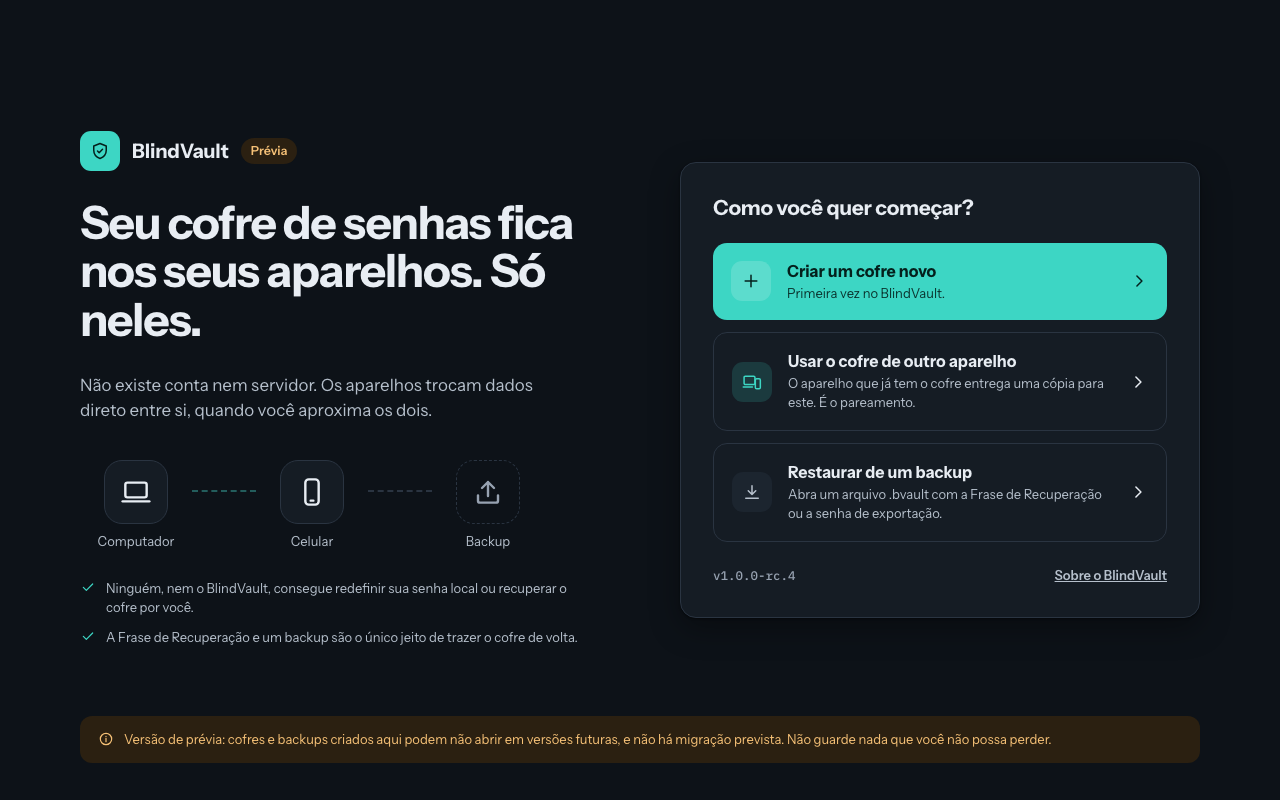 BlindVault
Prévia
Seu cofre de senhas fica
nos seus aparelhos. Só
neles.
Não existe conta nem servidor. Os aparelhos trocam dados
direto entre si, quando você aproxima os dois.
Computador
Celular
Backup
Ninguém, nem o BlindVault, consegue redefinir sua senha local ou recuperar o
cofre por você.
A Frase de Recuperação e um backup são o único jeito de trazer o cofre de volta.
Como você quer começar?
Criar um cofre novo
Primeira vez no BlindVault.
Usar o cofre de outro aparelho
O aparelho que já tem o cofre entrega uma cópia para
este. É o pareamento.
Restaurar de um backup
Abra um arquivo .bvault com a Frase de Recuperação
ou a senha de exportação.
v1.0.0-rc.4
Sobre o BlindVault
Versão de prévia: cofres e backups criados aqui podem não abrir em versões futuras, e não há migração prevista. Não guarde nada que você não possa perder.